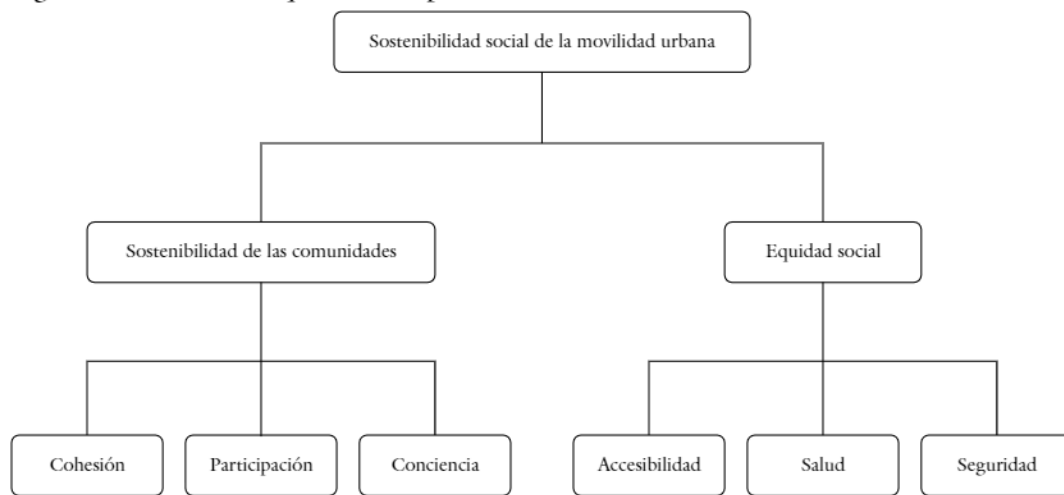 Sostenibilidad social de la movilidad urbana
Sostenibilidad de las comunidades
Equidad social
Cohesión
Participación
Conciencia
Accesibilidad
Salud
Seguridad